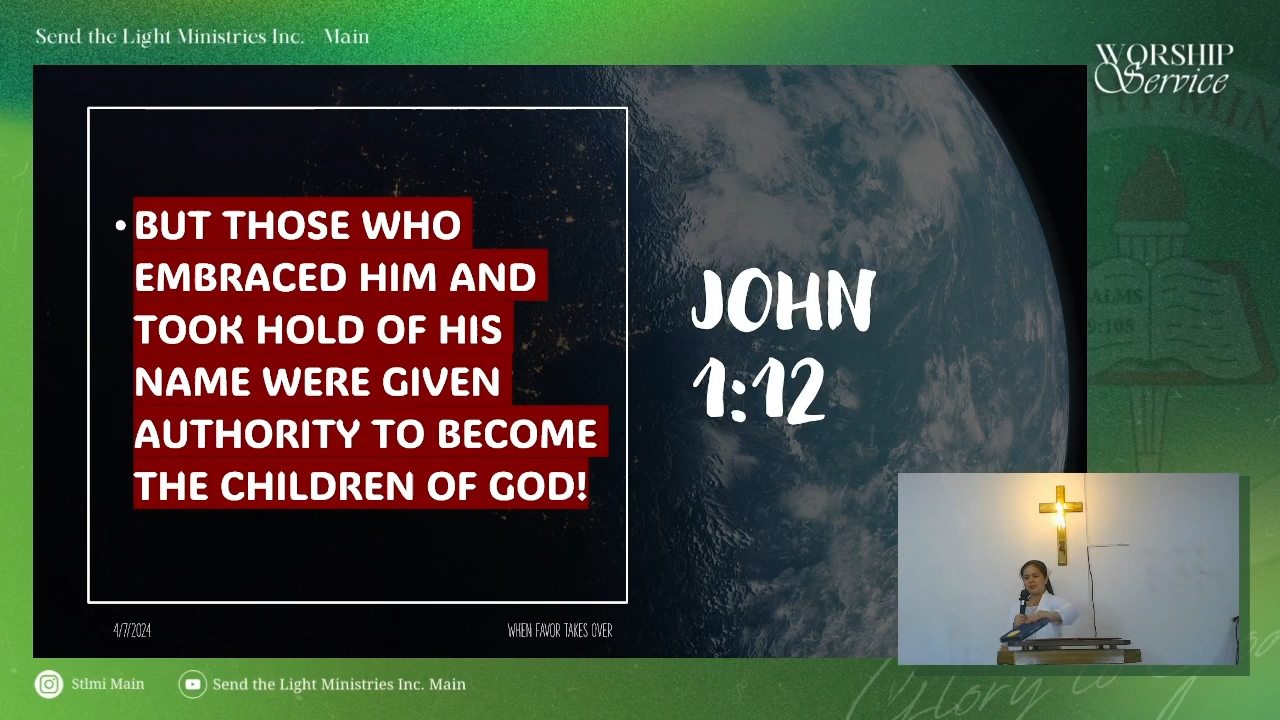 Send the Light Ministries Inc. Main
WORSHIP
Service
• BUT THOSE WHO
EMBRACED HIM AND
TOOK HOLD OF HIS
NAME WERE GIVEN
AUTHORITY TO BECOME
THE CHILDREN OF GOD!
JOHN
1:12
4/7/2024
WHEN FAVOR TAKES OVER
Stlmi Main
Send the Light Ministries Inc. Main